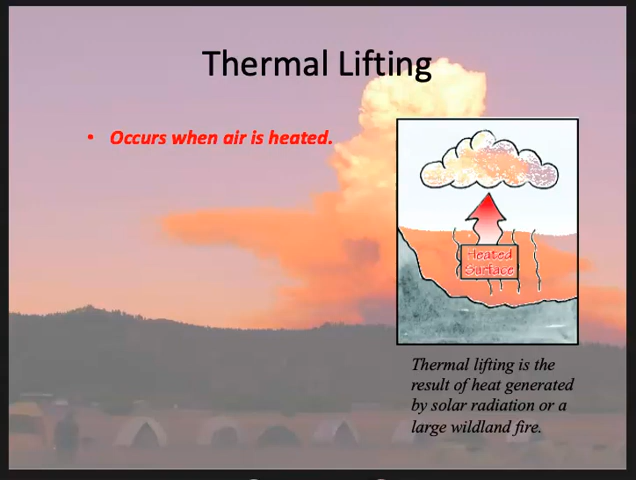 Thermal Lifting
• Occurs when air is heated.
Heated
Surface
Thermal lifting is the
result of heat generated
by solar radiation or a
large wildland fire.